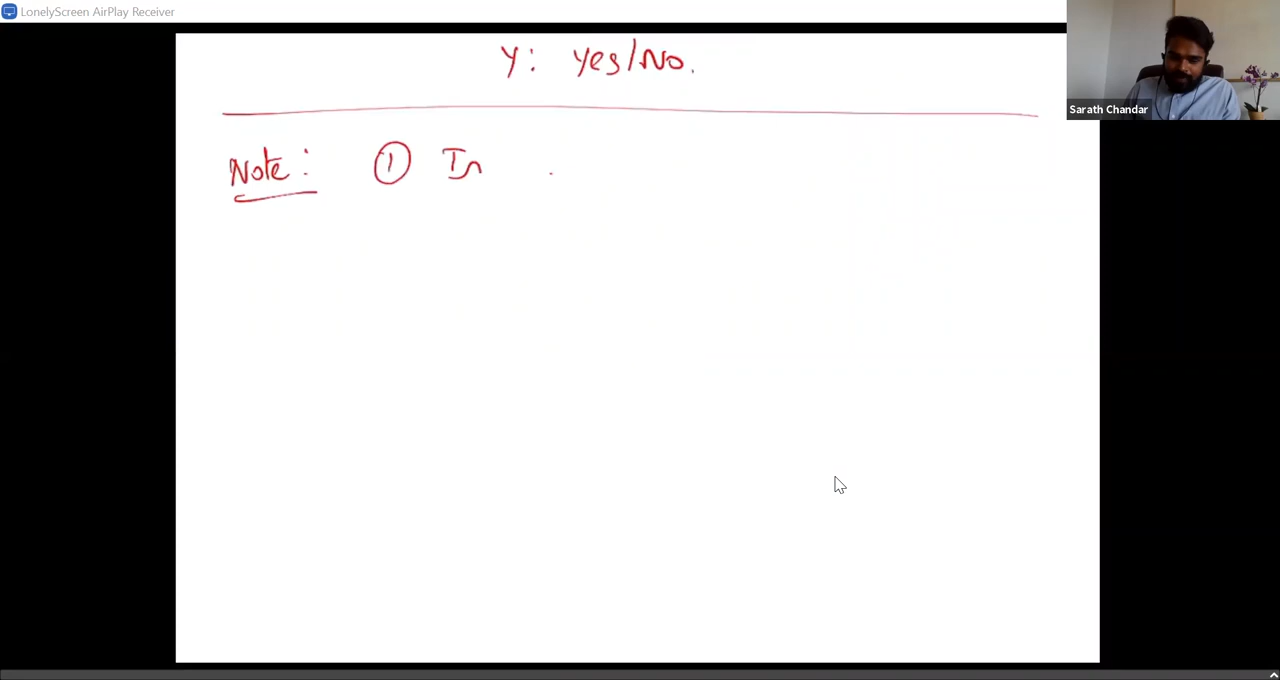 LonelyScreen AirPlay Receiver
Y: Yes/No.
Sarath Chandar
Note: ① In